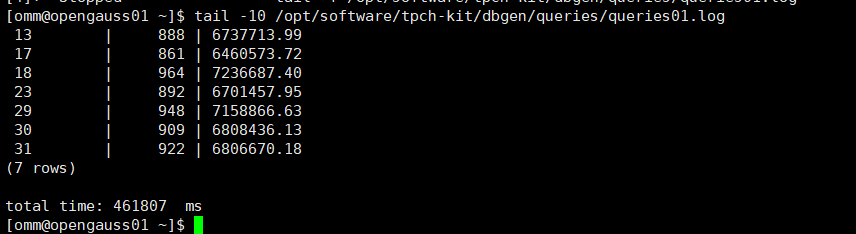 [omm@opengauss01 ~]$ tail -10 /opt/software/tpch-kit/dbgen/queries/queries01.log
13 | 888 | 6737713.99
17 | 861 | 6460573.72
18 | 964 | 7236687.40
23 | 892 | 6701457.95
29 | 948 | 7158866.63
30 | 909 | 6808436.13
31 | 922 | 6806670.18
(7 rows)
total time: 461807 ms
[omm@opengauss01 ~]$